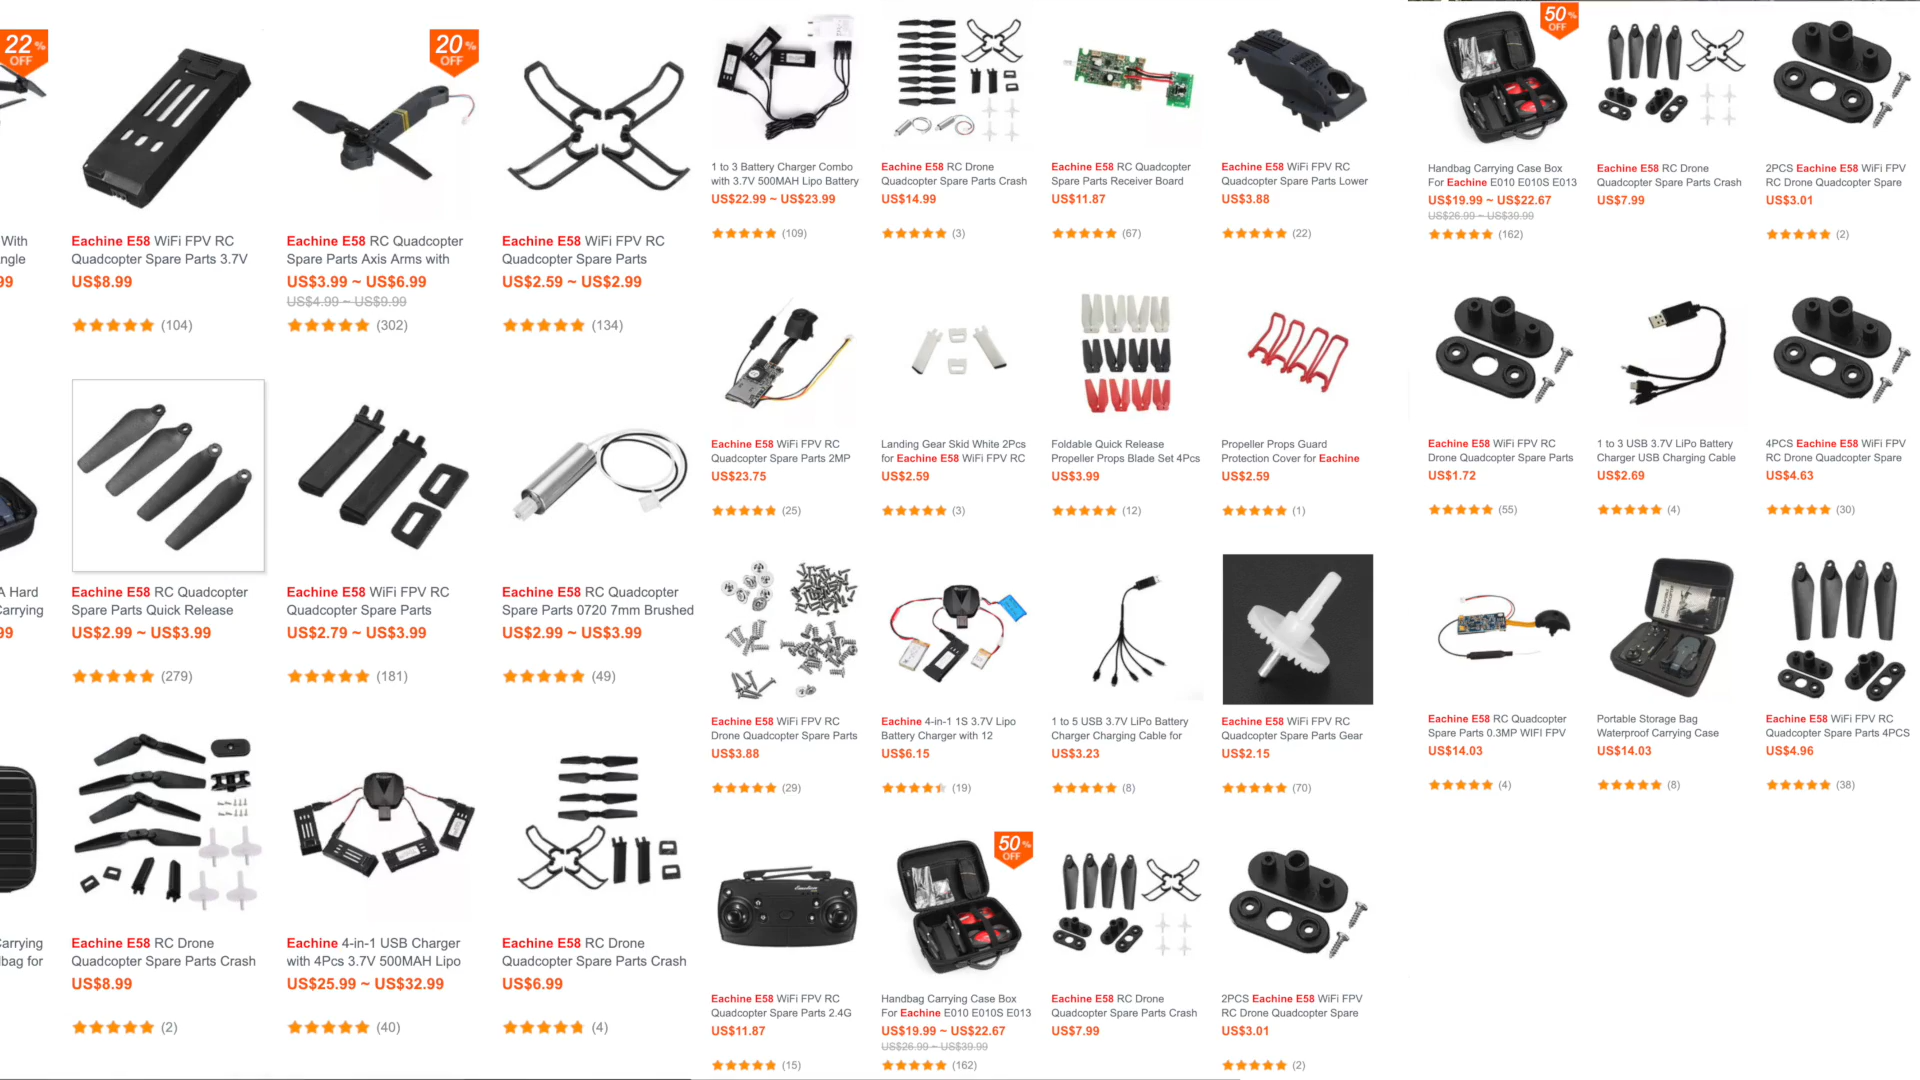 22%
OFF
With
ngle
99
Eachine E58 WiFi FPV RC
Quadcopter Spare Parts 3.7V
US$8.99
(104)
20%
OFF
Eachine E58 RC Quadcopter
Spare Parts Axis Arms with
US$3.99 ~ US$6.99
US$4.99 ~ US$9.99
(302)
Eachine E58 WiFi FPV RC
Quadcopter Spare Parts
US$2.59 ~ US$2.99
(134)
A Hard
Carrying
99
Eachine E58 RC Quadcopter
Spare Parts Quick Release
US$2.99 ~ US$3.99
(279)
Eachine E58 WiFi FPV RC
Quadcopter Spare Parts
US$2.79 ~ US$3.99
(181)
Eachine E58 RC Quadcopter
Spare Parts 0720 7mm Brushed
US$2.99 ~ US$3.99
(49)
Carrying
bag for
Eachine E58 RC Drone
Quadcopter Spare Parts Crash
US$8.99
(2)
Eachine 4-in-1 USB Charger
with 4Pcs 3.7V 500MAH Lipo
US$25.99 ~ US$32.99
(40)
Eachine E58 RC Drone
Quadcopter Spare Parts Crash
US$6.99
(4)
1 to 3 Battery Charger Combo
with 3.7V 500MAH Lipo Battery
US$22.99 ~ US$23.99
(109)
Eachine E58 RC Drone
Quadcopter Spare Parts Crash
US$14.99
(3)
Eachine E58 RC Quadcopter
Spare Parts Receiver Board
US$11.87
(67)
Eachine E58 WiFi FPV RC
Quadcopter Spare Parts Lower
US$3.88
(22)
Eachine E58 WiFi FPV RC
Quadcopter Spare Parts 2MP
US$23.75
(25)
Landing Gear Skid White 2Pcs
for Eachine E58 WiFi FPV RC
US$2.59
(3)
Foldable Quick Release
Propeller Props Blade Set 4Pcs
US$3.99
(12)
Propeller Props Guard
Protection Cover for Eachine
US$2.59
(1)
Eachine E58 WiFi FPV RC
Drone Quadcopter Spare Parts
US$3.88
(29)
Eachine 4-in-1 1S 3.7V Lipo
Battery Charger with 12
US$6.15
(19)
1 to 5 USB 3.7V LiPo Battery
Charger Charging Cable for
US$3.23
(8)
Eachine E58 WiFi FPV RC
Quadcopter Spare Parts Gear
US$2.15
(70)
Eachine E58 WiFi FPV RC
Quadcopter Spare Parts 2.4G
US$11.87
(15)
50%
OFF
Handbag Carrying Case Box
For Eachine E010 E010S E013
US$19.99 ~ US$22.67
US$26.99 ~ US$39.99
(162)
Eachine E58 RC Drone
Quadcopter Spare Parts Crash
US$7.99
2PCS Eachine E58 WiFi FPV
RC Drone Quadcopter Spare
US$3.01
(2)
50%
OFF
Handbag Carrying Case Box
For Eachine E010 E010S E013
US$19.99 ~ US$22.67
US$26.99 ~ US$39.99
(162)
Eachine E58 RC Drone
Quadcopter Spare Parts Crash
US$7.99
2PCS Eachine E58 WiFi FPV
RC Drone Quadcopter Spare
US$3.01
(2)
Eachine E58 WiFi FPV RC
Drone Quadcopter Spare Parts
US$1.72
(55)
1 to 3 USB 3.7V LiPo Battery
Charger USB Charging Cable
US$2.69
(4)
4PCS Eachine E58 WiFi FPV
RC Drone Quadcopter Spare
US$4.63
(30)
Eachine E58 RC Quadcopter
Spare Parts 0.3MP WIFI FPV
US$14.03
(4)
Portable Storage Bag
Waterproof Carrying Case
US$14.03
(8)
Eachine E58 WiFi FPV RC
Quadcopter Spare Parts 4PCS
US$4.96
(38)